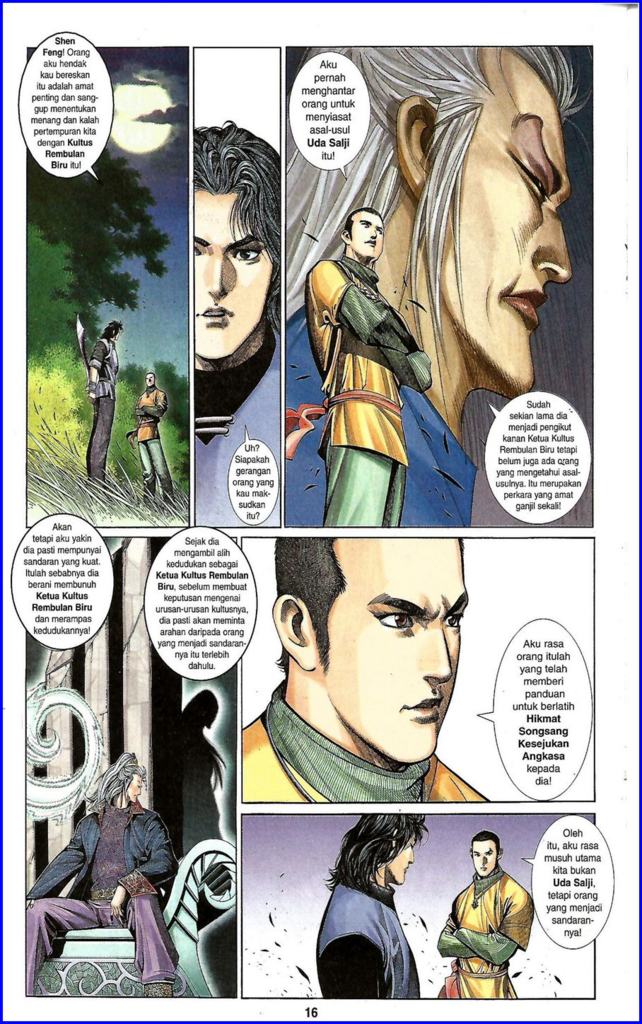 Shen
Feng! Orang
aku hendak
kau bereskan
itu adalah amat
penting dan sang-
gup menentukan
menang dan kalah
pertempuran kita
dengan Kultus
Rembulan
Biru itu!
Uh?
Siapakah
gerangan
orang yang
kau mak-
sudkan
itu?
Aku
pernah
menghantar
orang untuk
menyiasat
asal-usul
Uda Salji
itu!
Sudah
sekian lama dia
menjadi pengikut
kanan Ketua Kultus
Rembulan Biru tetapi
belum juga ada orang
yang mengetahui asal-
usulnya. Itu merupakan
perkara yang amat
ganjil sekali!
Akan
tetapi aku yakin
dia pasti mempunyai
sandaran yang kuat.
Itulah sebabnya dia
berani membunuh
Ketua Kultus
Rembulan Biru
dan merampas
kedudukannya!
Sejak dia
mengambil alih
kedudukan sebagai
Ketua Kultus Rembulan
Biru, sebelum membuat
keputusan mengenai
urusan-urusan kultusnya,
dia pasti akan meminta
arahan daripada orang
yang menjadi sandaran-
nya itu terlebih
dahulu.
Aku rasa
orang itulah
yang telah
memberi
panduan
untuk berlatih
Hikmat
Songsang
Kesejukan
Angkasa
kepada
dia!
Oleh
itu, aku rasa
musuh utama
kita bukan
Uda Salji,
tetapi orang
yang menjadi
sandaran-
nya!
16